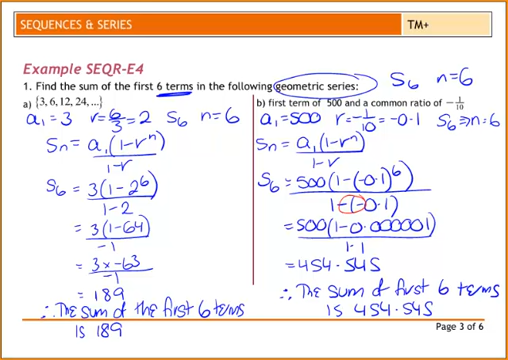 SEQUENCES & SERIES TM+
Example SEQR-E4
1. Find the sum of the first 6 terms in the following geometric series: S₆ n=6
a) {3, 6, 12, 24, ...}
a₁ = 3 r = 6/3 = 2 S₆ n = 6
Sn = a₁(1-rⁿ)/1-r
S₆ = 3(1-2⁶)/1-2
= 3(1-64)/-1
= 3×-63/-1
= 189
∴ The sum of the first 6 terms
is 189
b) first term of 500 and a common ratio of -1/10
a₁ = 500 r = -1/10 = -0·1 S₆ ⇒ n = 6
Sn = a₁(1-rⁿ)/1-r
S₆ = 500(1-(-0·1)⁶)/1-(-0·1)
= 500(1-0·000001)/1·1
= 454·545
∴ The sum of first 6 terms
is 454·545
Page 3 of 6